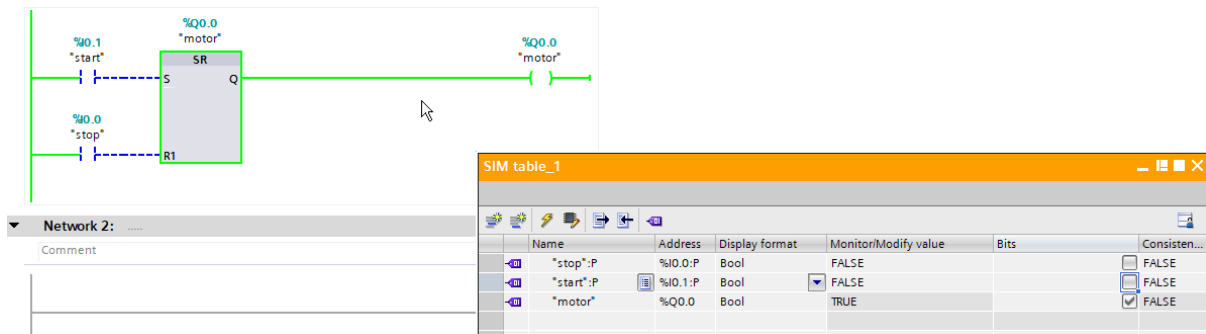 %Q0.0
"motor"
%I0.1
"start"
SR
S
Q
%Q0.0
"motor"
%I0.0
"stop"
R1
Network 2: .....
Comment
SIM table_1
Name Address Display format Monitor/Modify value Bits Consisten...
"stop":P %I0.0:P Bool FALSE FALSE
"start":P %I0.1:P Bool FALSE FALSE
"motor" %Q0.0 Bool TRUE FALSE